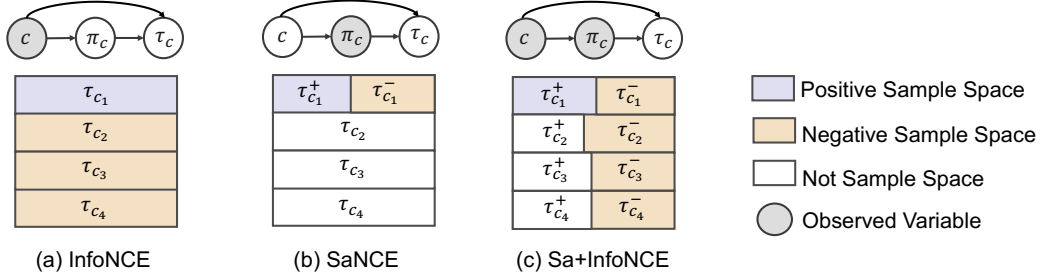 c π_c τ_c
τ_{c_1}
τ_{c_2}
τ_{c_3}
τ_{c_4}
(a) InfoNCE
c π_c τ_c
τ_{c_1}^+ τ_{c_1}^-
τ_{c_2}
τ_{c_3}
τ_{c_4}
(b) SaNCE
c π_c τ_c
τ_{c_1}^+ τ_{c_1}^-
τ_{c_2}^+ τ_{c_2}^-
τ_{c_3}^+ τ_{c_3}^-
τ_{c_4}^+ τ_{c_4}^-
(c) Sa+InfoNCE
Positive Sample Space
Negative Sample Space
Not Sample Space
Observed Variable